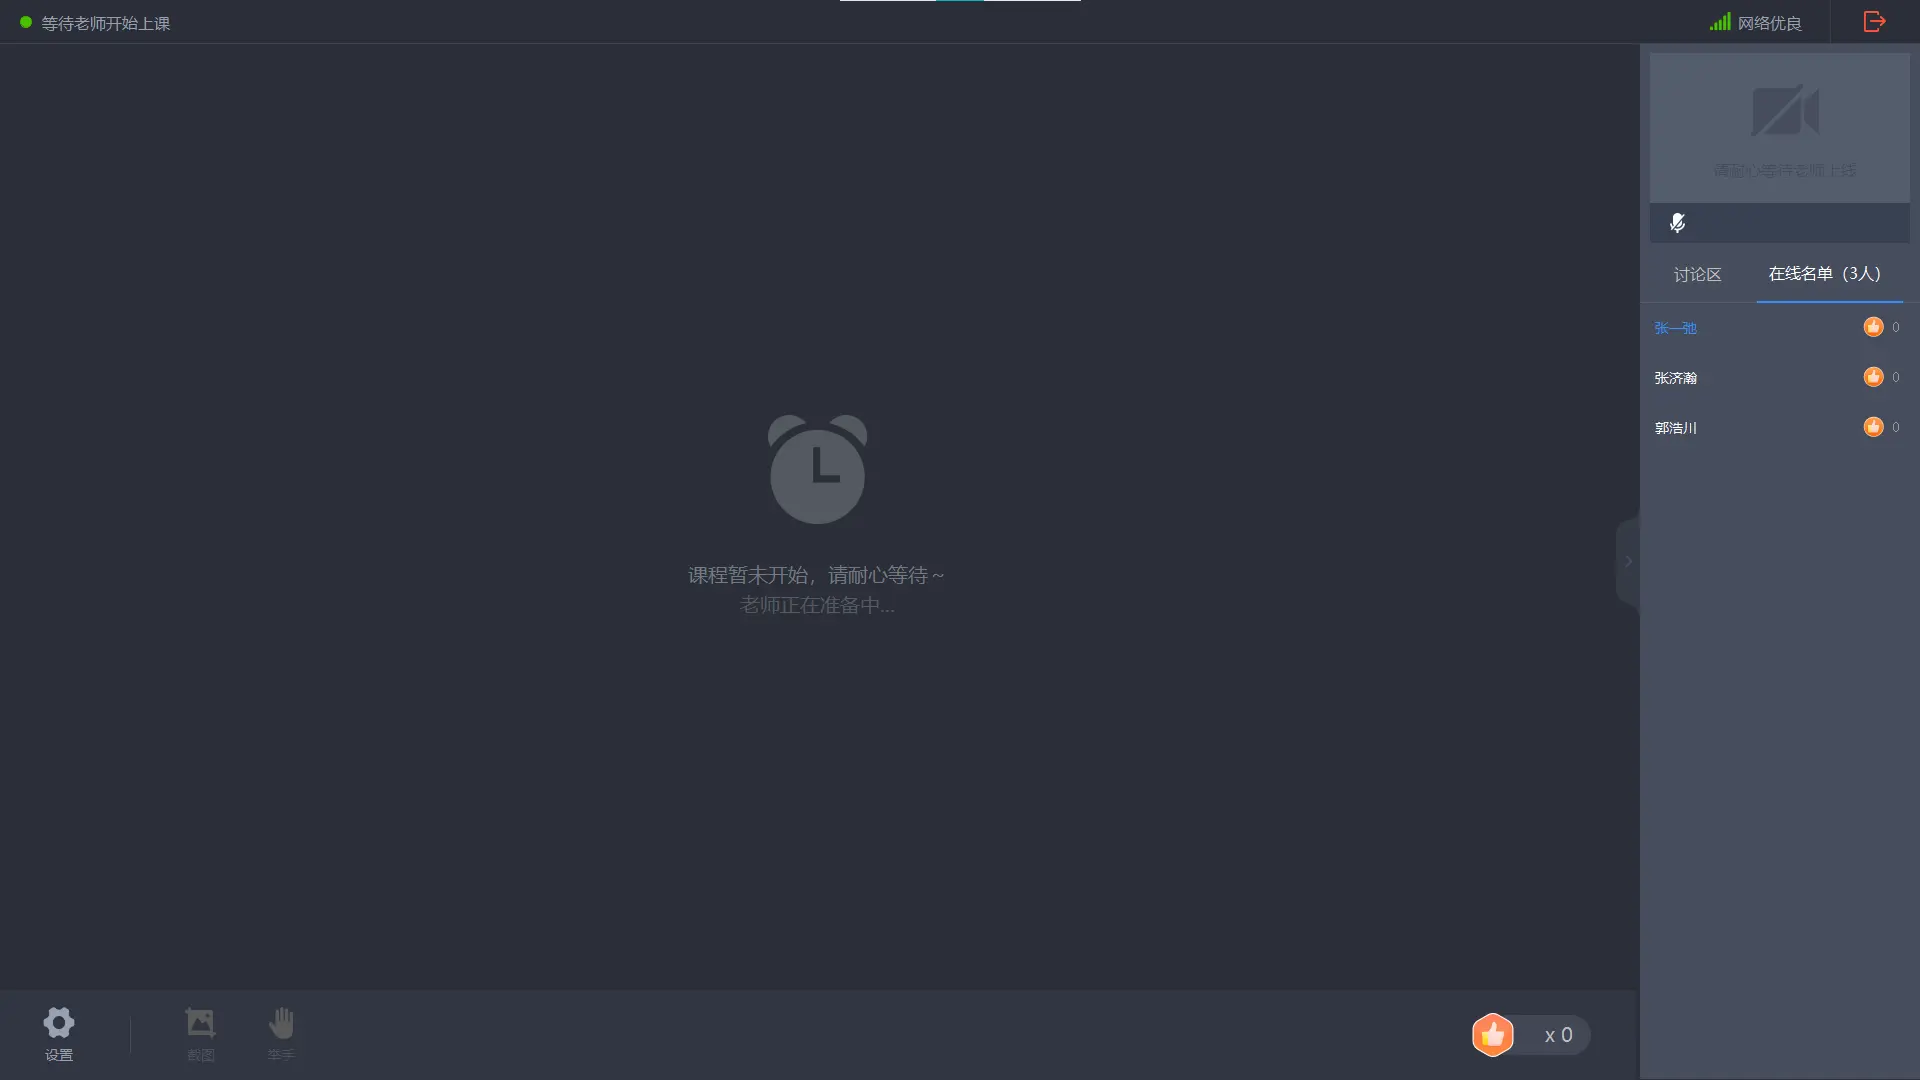 等待老师开始上课
网络优良
请耐心等待老师上线
讨论区
在线名单（3人）
张一弛
0
张济瀚
0
郭浩川
0
课程暂未开始，请耐心等待～
老师正在准备中...
设置
截图
举手
x 0